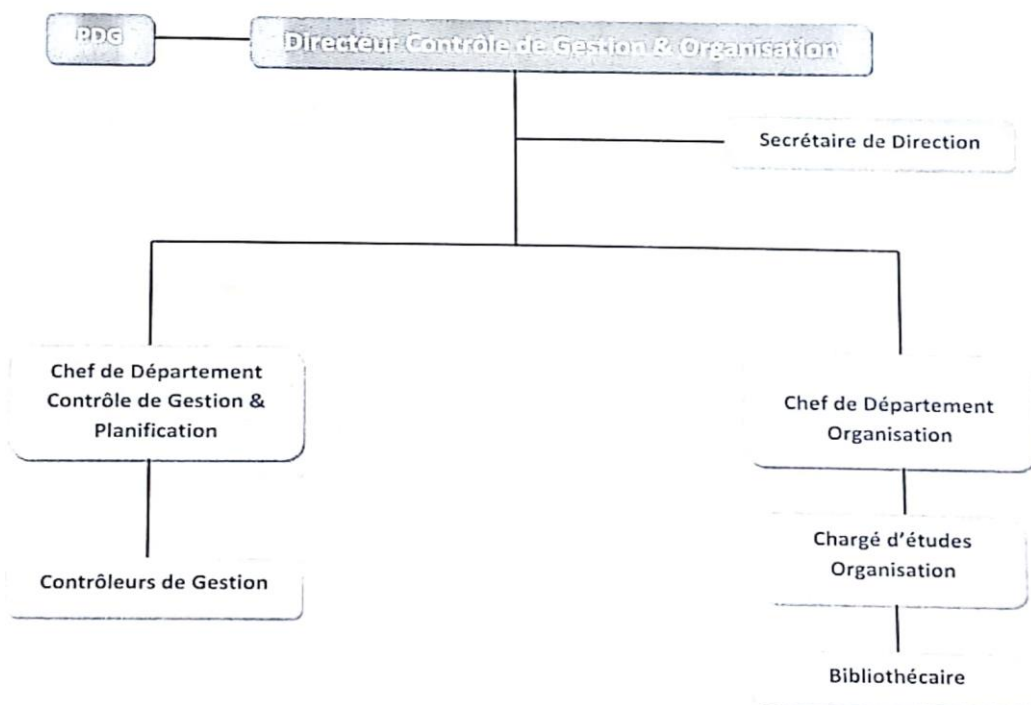 PDG
Directeur Contrôle de Gestion & Organisation
Secrétaire de Direction
Chef de Département
Contrôle de Gestion &
Planification
Chef de Département
Organisation
Contrôleurs de Gestion
Chargé d'études
Organisation
Bibliothécaire